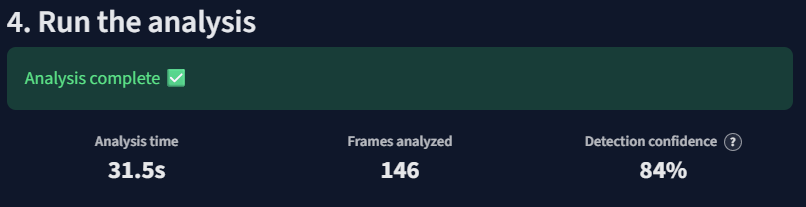 4. Run the analysis
Analysis complete ✅
Analysis time
31.5s
Frames analyzed
146
Detection confidence ?
84%